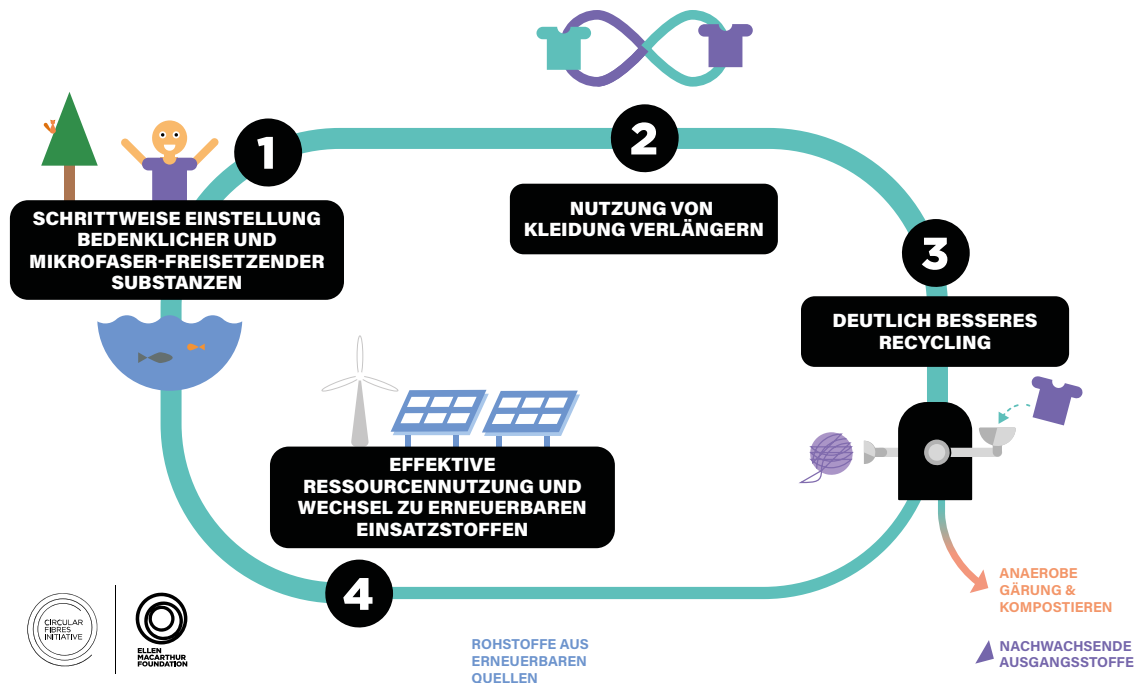 1
SCHRITTWEISE EINSTELLUNG
BEDENKLICHER UND
MIKROFASER-FREISETZENDER
SUBSTANZEN
2
NUTZUNG VON
KLEIDUNG VERLÄNGERN
3
DEUTLICH BESSERES
RECYCLING
EFFEKTIVE
RESSOURCENNUTZUNG UND
WECHSEL ZU ERNEUERBAREN
EINSATZSTOFFEN
4
ANAEROBE
GÄRUNG &
KOMPOSTIEREN
NACHWACHSENDE
AUSGANGSSTOFFE
ROHSTOFFE AUS
ERNEUERBAREN
QUELLEN
CIRCULAR
FIBRES
INITIATIVE
ELLEN
MACARTHUR
FOUNDATION